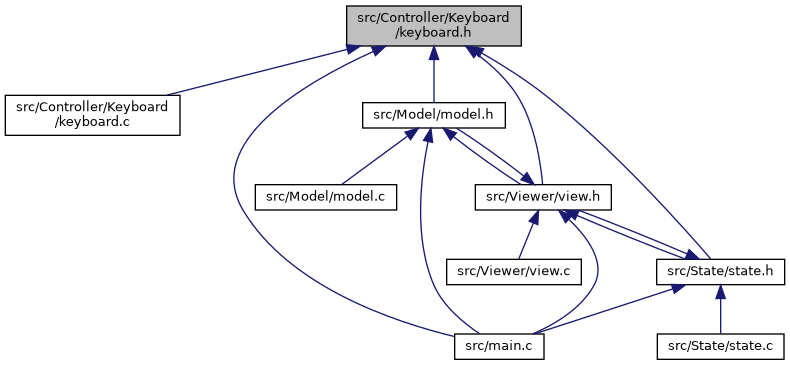 src/Controller/Keyboard
/keyboard.h
src/Controller/Keyboard
/keyboard.c
src/Model/model.h
src/Model/model.c
src/Viewer/view.h
src/Viewer/view.c
src/State/state.h
src/main.c
src/State/state.c